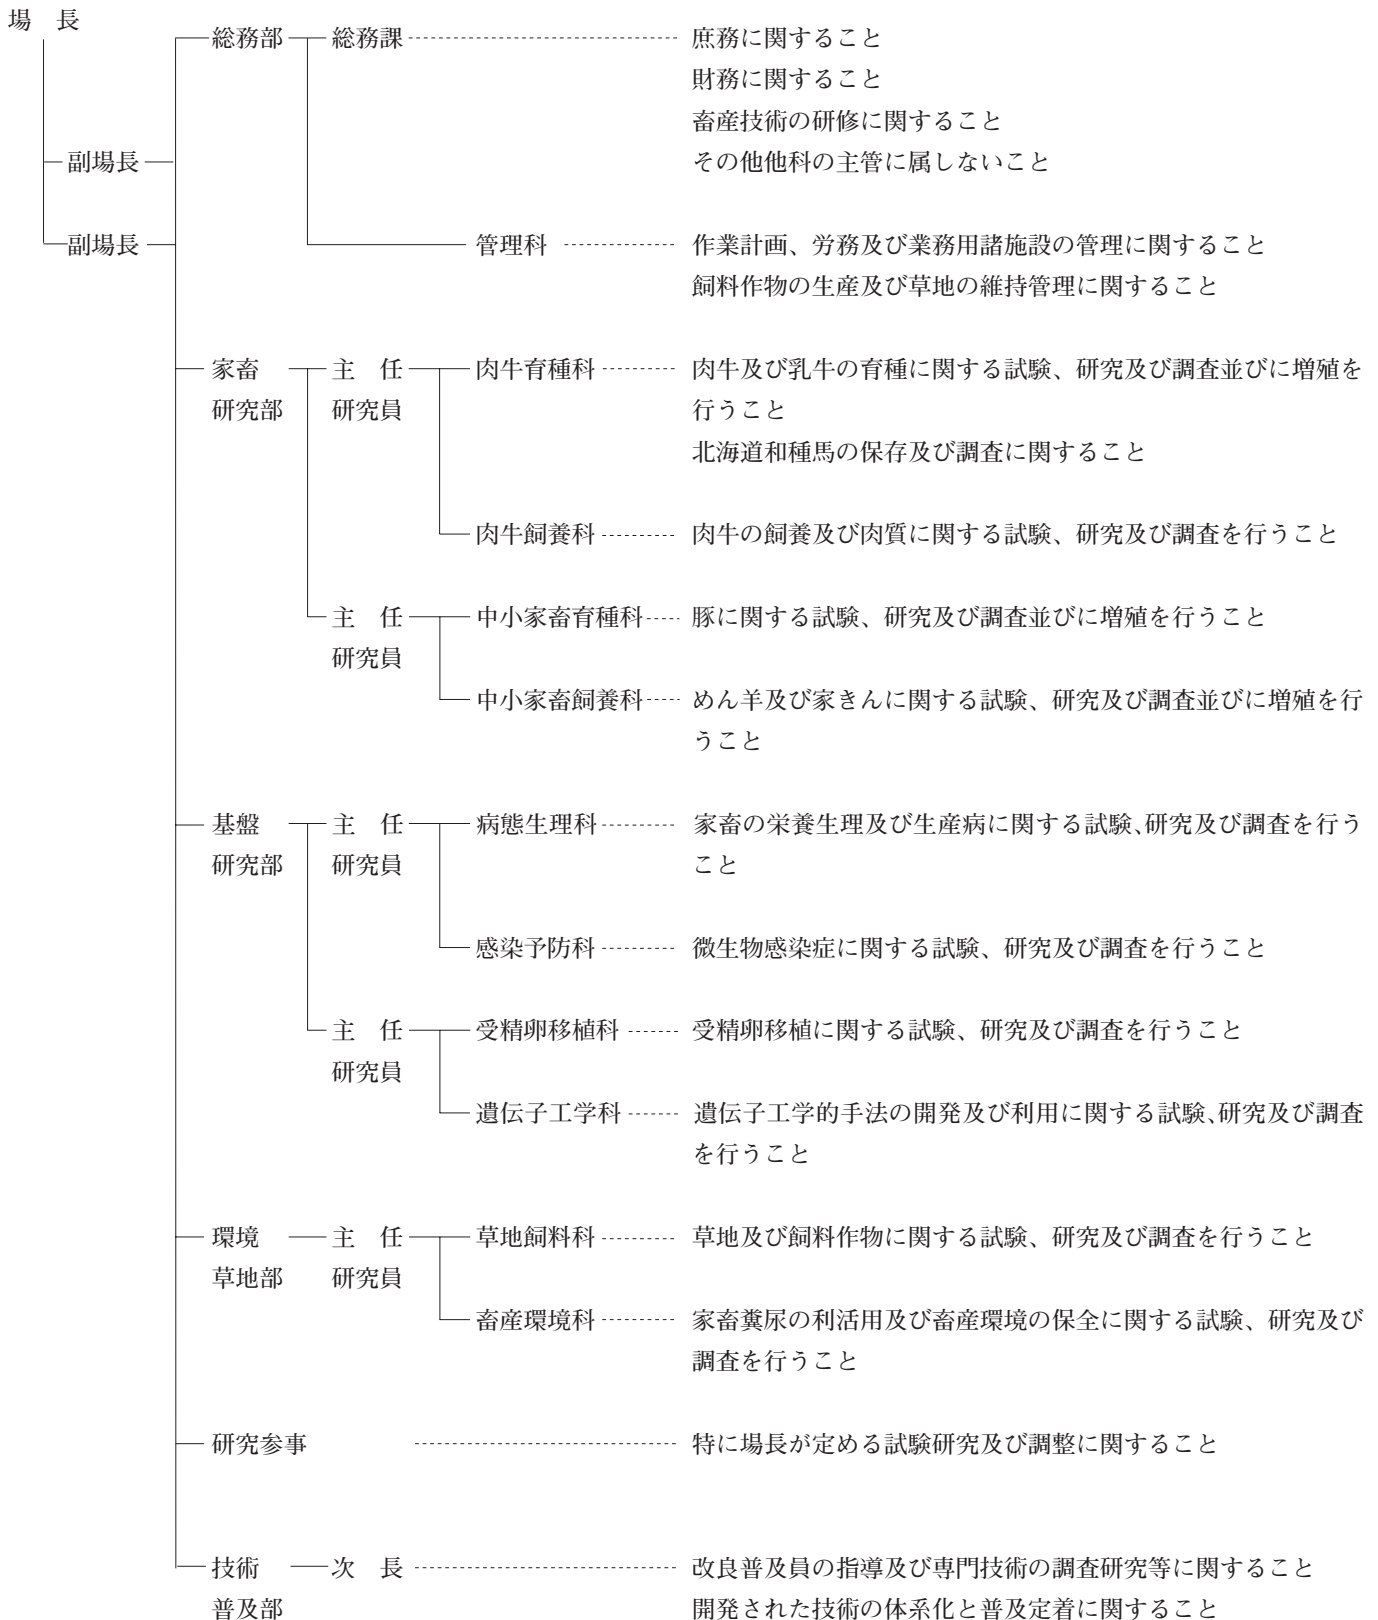 場　長
総務部 総務課 庶務に関すること
財務に関すること
畜産技術の研修に関すること
副場長 その他他科の主管に属しないこと
副場長 管理科 作業計画、労務及び業務用諸施設の管理に関すること
飼料作物の生産及び草地の維持管理に関すること
家畜 主　任 肉牛育種科 肉牛及び乳牛の育種に関する試験、研究及び調査並びに増殖を
研究部 研究員 行うこと
北海道和種馬の保存及び調査に関すること
肉牛飼養科 肉牛の飼養及び肉質に関する試験、研究及び調査を行うこと
主　任 中小家畜育種科 豚に関する試験、研究及び調査並びに増殖を行うこと
研究員
中小家畜飼養科 めん羊及び家きんに関する試験、研究及び調査並びに増殖を行
うこと
基盤 主　任 病態生理科 家畜の栄養生理及び生産病に関する試験、研究及び調査を行う
研究部 研究員 こと
感染予防科 微生物感染症に関する試験、研究及び調査を行うこと
主　任 受精卵移植科 受精卵移植に関する試験、研究及び調査を行うこと
研究員
遺伝子工学科 遺伝子工学的手法の開発及び利用に関する試験、研究及び調査
を行うこと
環境 主　任 草地飼料科 草地及び飼料作物に関する試験、研究及び調査を行うこと
草地部 研究員
畜産環境科 家畜糞尿の利活用及び畜産環境の保全に関する試験、研究及び
調査を行うこと
研究参事 特に場長が定める試験研究及び調整に関すること
技術 次　長 改良普及員の指導及び専門技術の調査研究等に関すること
普及部 開発された技術の体系化と普及定着に関すること